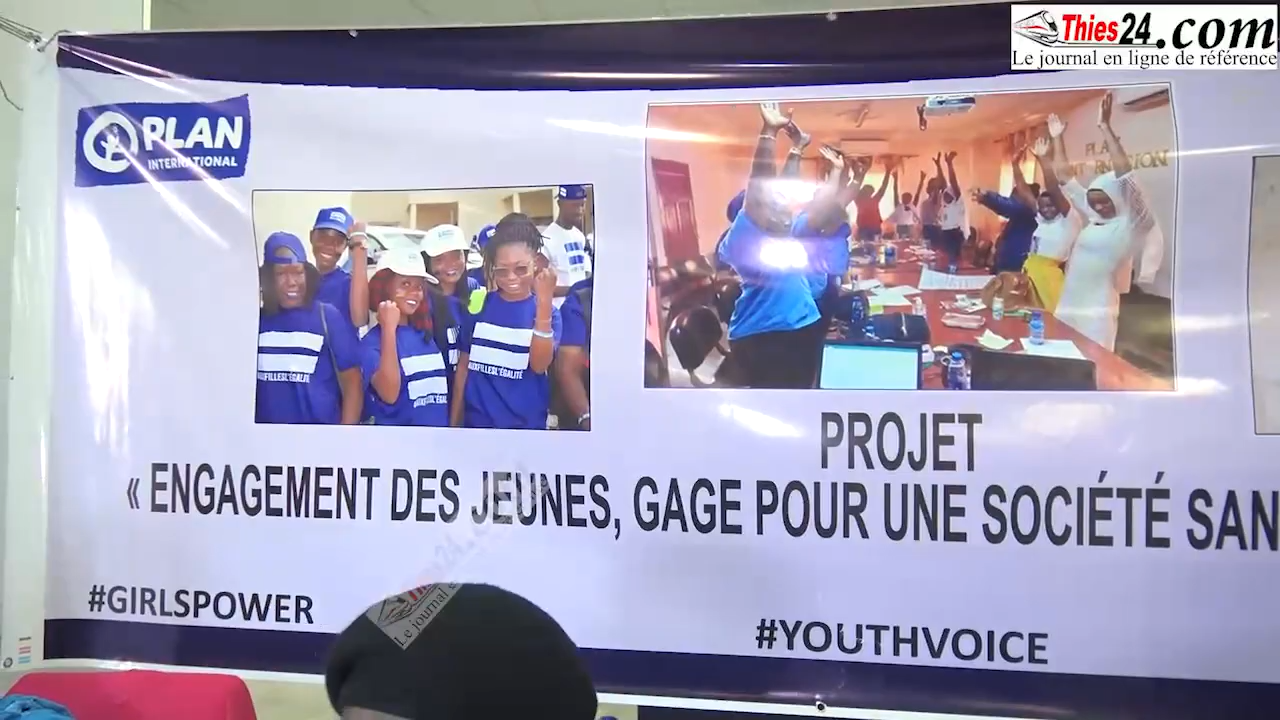 Thies24.com
Le journal en ligne de référence
PLAN
INTERNATIONAL
PROJET
« ENGAGEMENT DES JEUNES, GAGE POUR UNE SOCIÉTÉ SAN
#GIRLSPOWER
#YOUTHVOICE